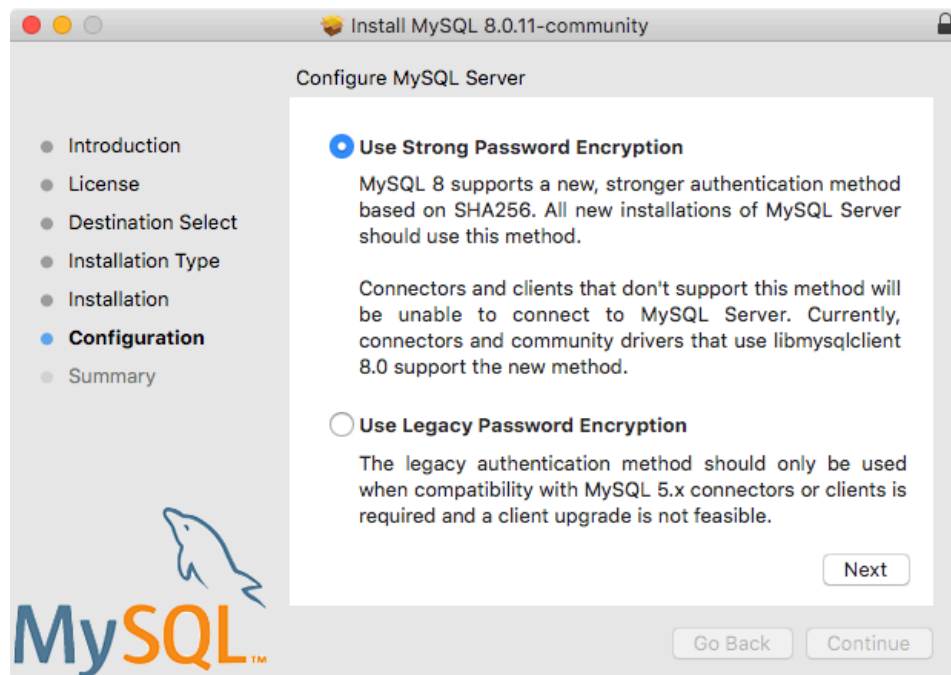 Install MySQL 8.0.11-community
Configure MySQL Server
Introduction
License
Destination Select
Installation Type
Installation
Configuration
Summary
Use Strong Password Encryption
MySQL 8 supports a new, stronger authentication method
based on SHA256. All new installations of MySQL Server
should use this method.
Connectors and clients that don't support this method will
be unable to connect to MySQL Server. Currently,
connectors and community drivers that use libmysqlclient
8.0 support the new method.
Use Legacy Password Encryption
The legacy authentication method should only be used
when compatibility with MySQL 5.x connectors or clients is
required and a client upgrade is not feasible.
Next
MySQL™
Go Back
Continue